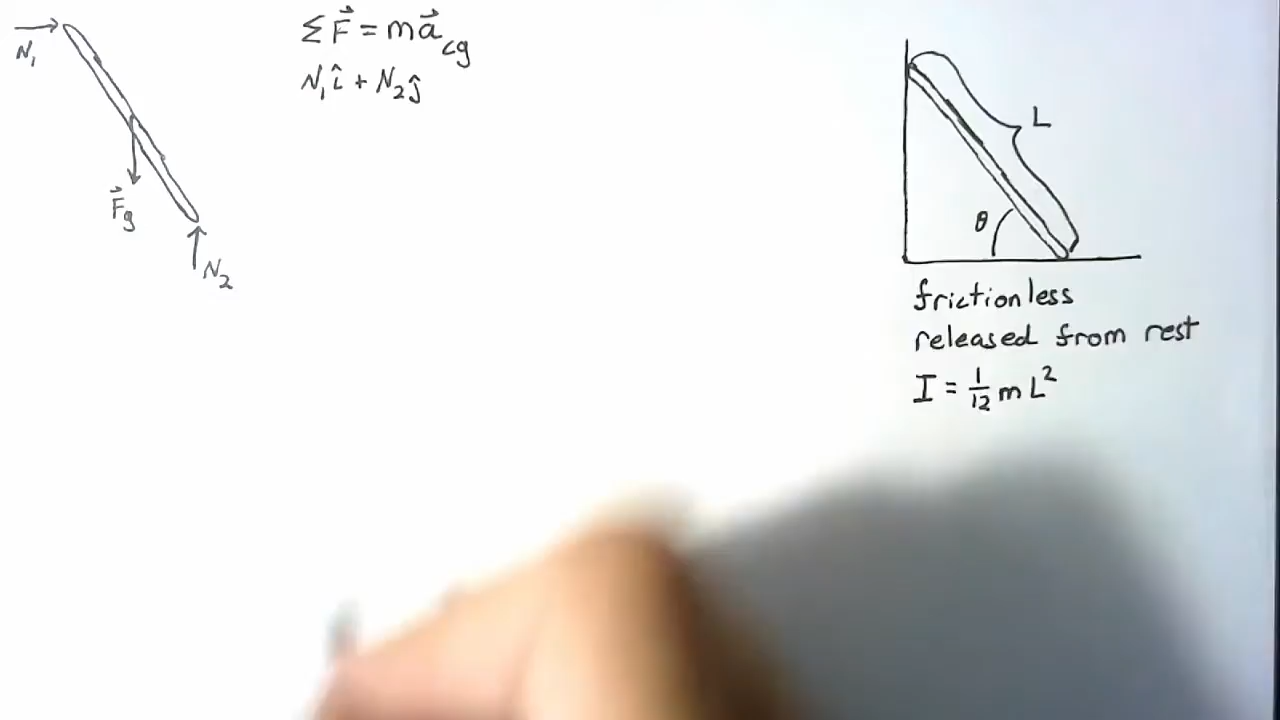 N₁
F⃗g
N₂
ΣF⃗ = ma⃗cg
N₁î + N₂ĵ
L
θ
frictionless
released from rest
I = 1/12 mL²